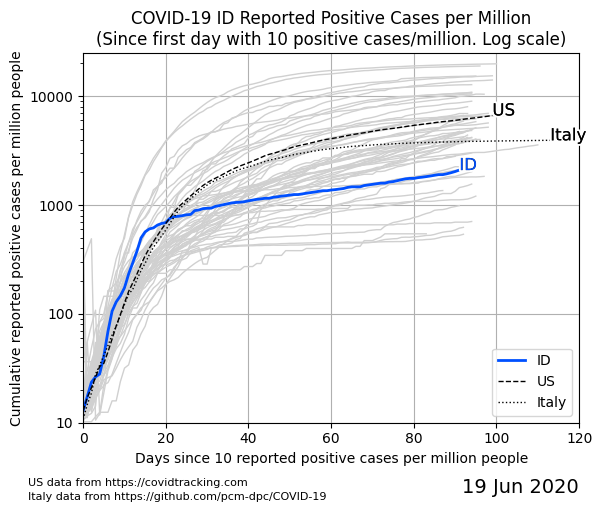 COVID-19 ID Reported Positive Cases per Million
(Since first day with 10 positive cases/million. Log scale)
Cumulative reported positive cases per million people
10000
1000
100
10
US
Italy
ID
ID
US
Italy
0 20 40 60 80 100 120
Days since 10 reported positive cases per million people
US data from https://covidtracking.com
Italy data from https://github.com/pcm-dpc/COVID-19
19 Jun 2020